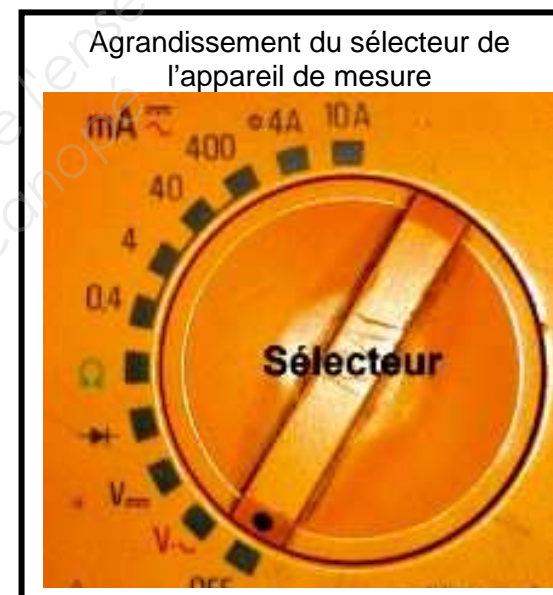 Agrandissement du sélecteur de
l'appareil de mesure
mA
4A 10A
400
40
4
0.4
Ω
Sélecteur
V
V
OFF